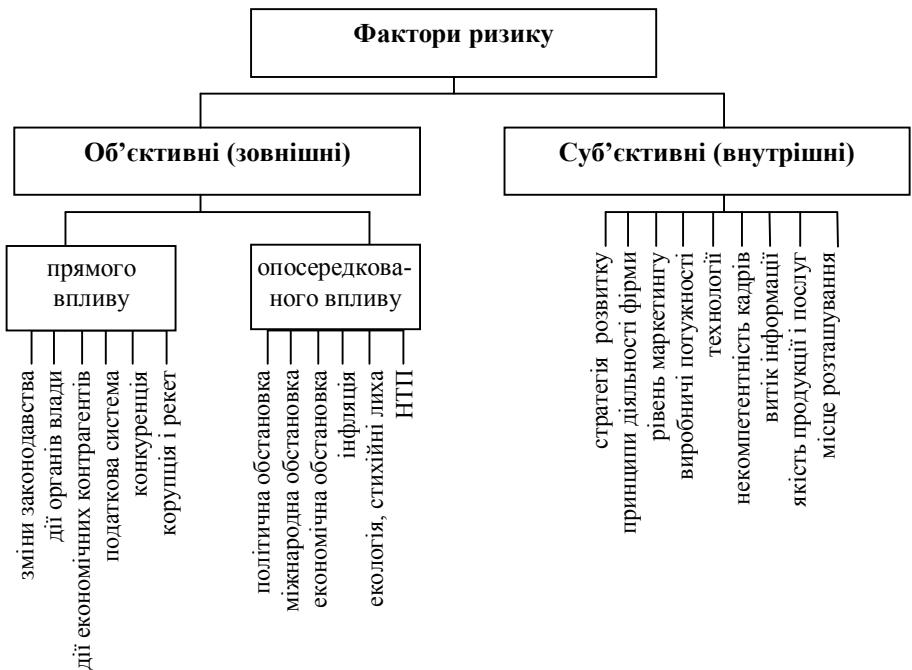 Фактори ризику
Об’єктивні (зовнішні)
Суб’єктивні (внутрішні)
прямого
впливу
опосередкова-
ного впливу
зміни законодавства
дії органів влади
дії економічних контрагентів
податкова система
конкуренція
корупція і рекет
політична обстановка
міжнародна обстановка
економічна обстановка
інфляція
екологія, стихійні лиха
НТП
стратегія розвитку
принципи діяльності фірми
рівень маркетингу
виробничі потужності
технології
некомпетентність кадрів
витік інформації
якість продукції і послуг
місце розташування